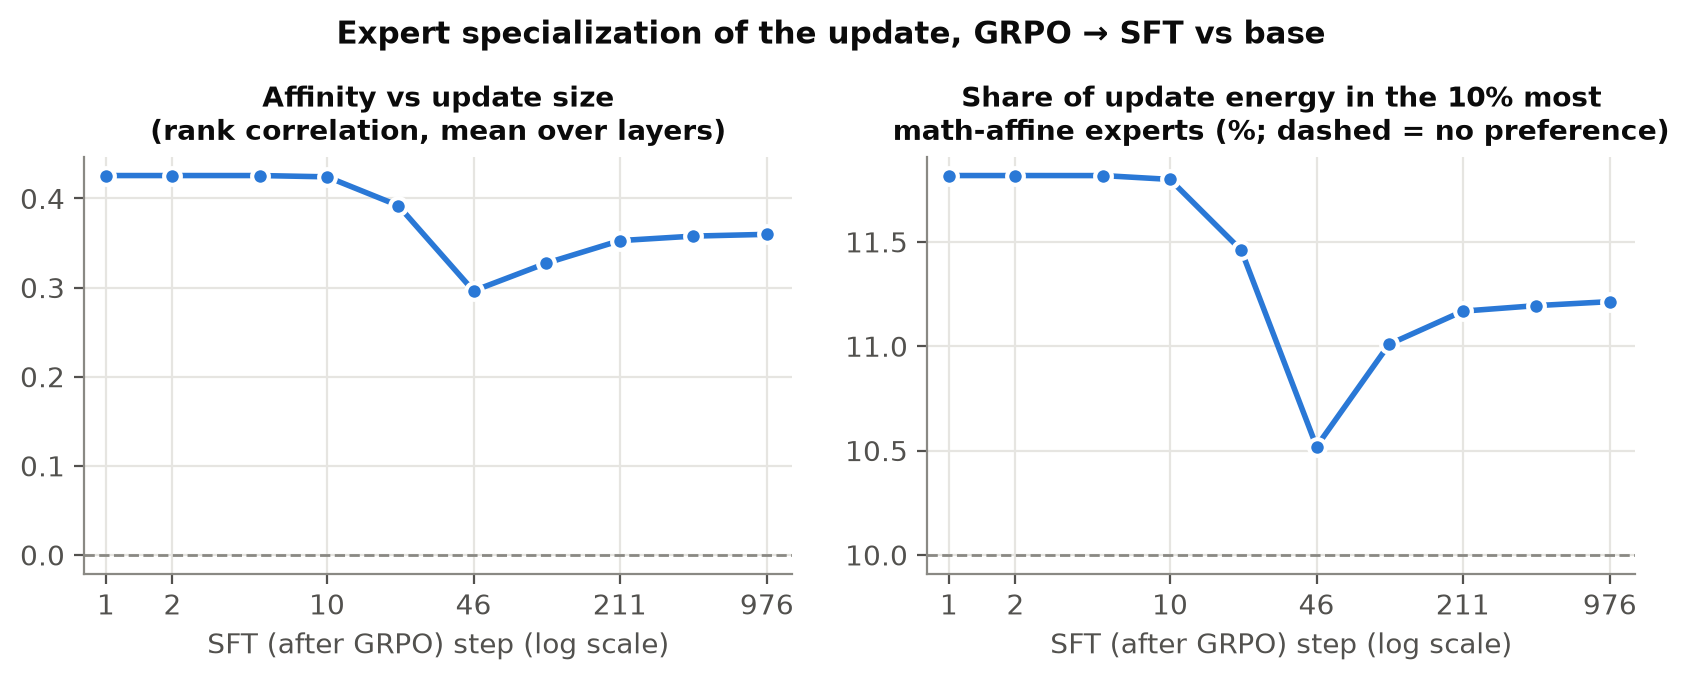 Expert specialization of the update, GRPO → SFT vs base
Affinity vs update size
(rank correlation, mean over layers)
0.4
0.3
0.2
0.1
0.0
1 2 10 46 211 976
SFT (after GRPO) step (log scale)
Share of update energy in the 10% most
math-affine experts (%; dashed = no preference)
11.5
11.0
10.5
10.0
1 2 10 46 211 976
SFT (after GRPO) step (log scale)